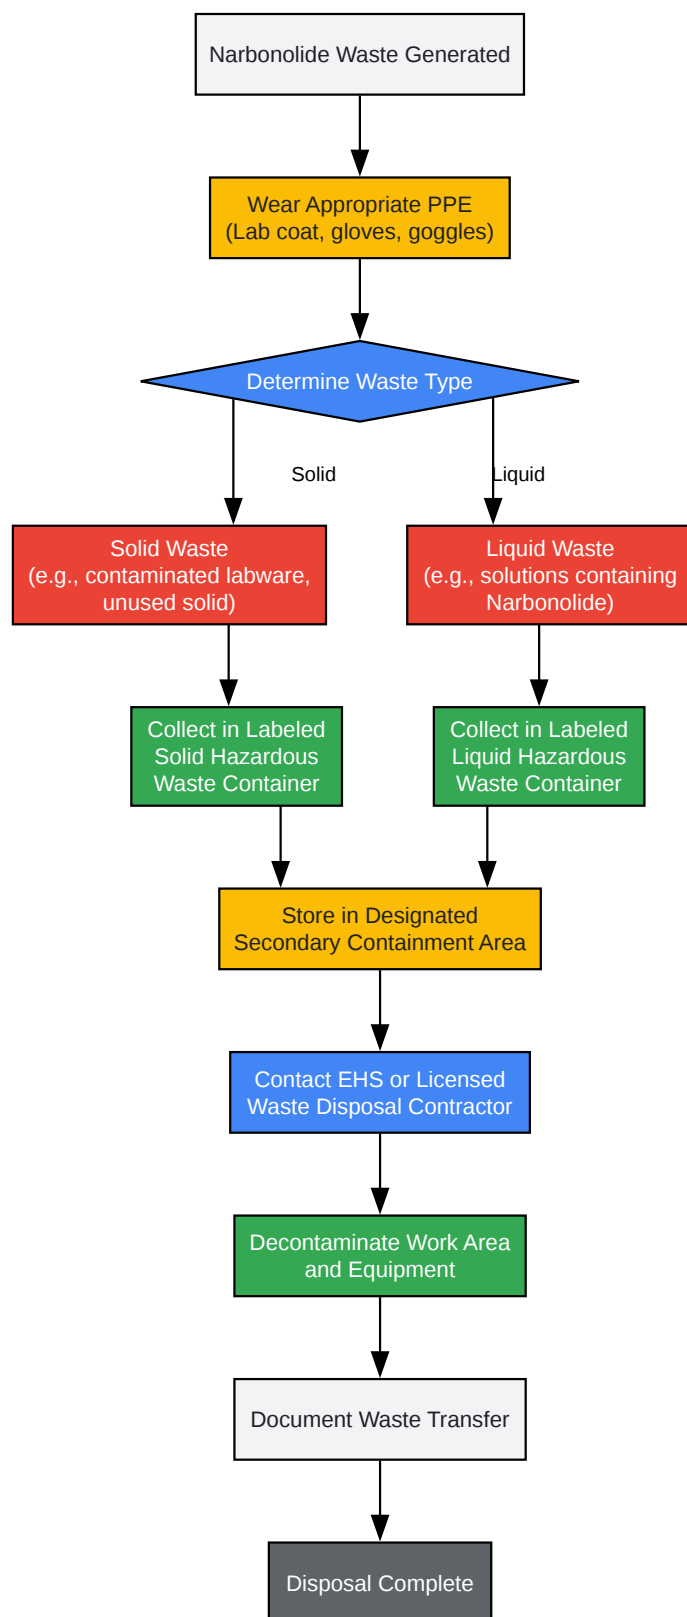 Narbonolide Waste Generated
Wear Appropriate PPE
(Lab coat, gloves, goggles)
Determine Waste Type
Solid
Liquid
Solid Waste
(e.g., contaminated labware,
unused solid)
Liquid Waste
(e.g., solutions containing
Narbonolide)
Collect in Labeled
Solid Hazardous
Waste Container
Collect in Labeled
Liquid Hazardous
Waste Container
Store in Designated
Secondary Containment Area
Contact EHS or Licensed
Waste Disposal Contractor
Decontaminate Work Area
and Equipment
Document Waste Transfer
Disposal Complete